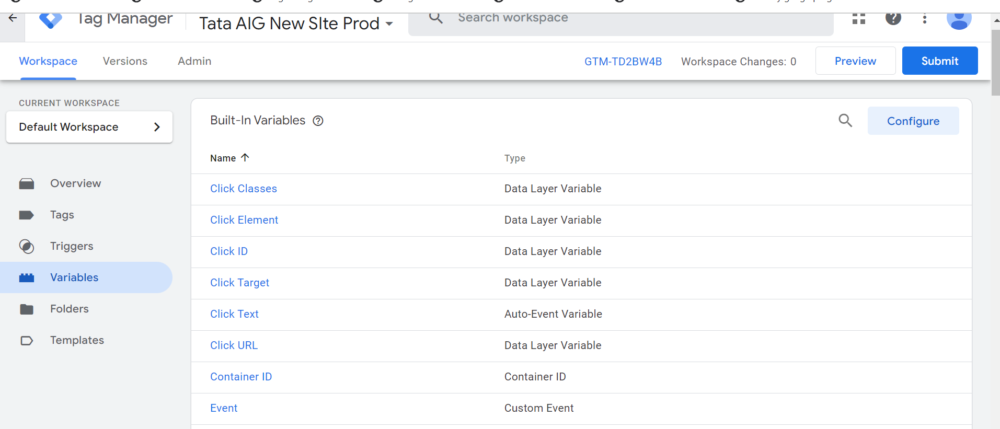 Tag Manager
Tata AIG New SIte Prod
Search workspace
Workspace Versions Admin
GTM-TD2BW4B Workspace Changes: 0 Preview Submit
CURRENT WORKSPACE
Default Workspace
Overview
Tags
Triggers
Variables
Folders
Templates
Built-In Variables
Configure
Name Type
Click Classes Data Layer Variable
Click Element Data Layer Variable
Click ID Data Layer Variable
Click Target Data Layer Variable
Click Text Auto-Event Variable
Click URL Data Layer Variable
Container ID Container ID
Event Custom Event